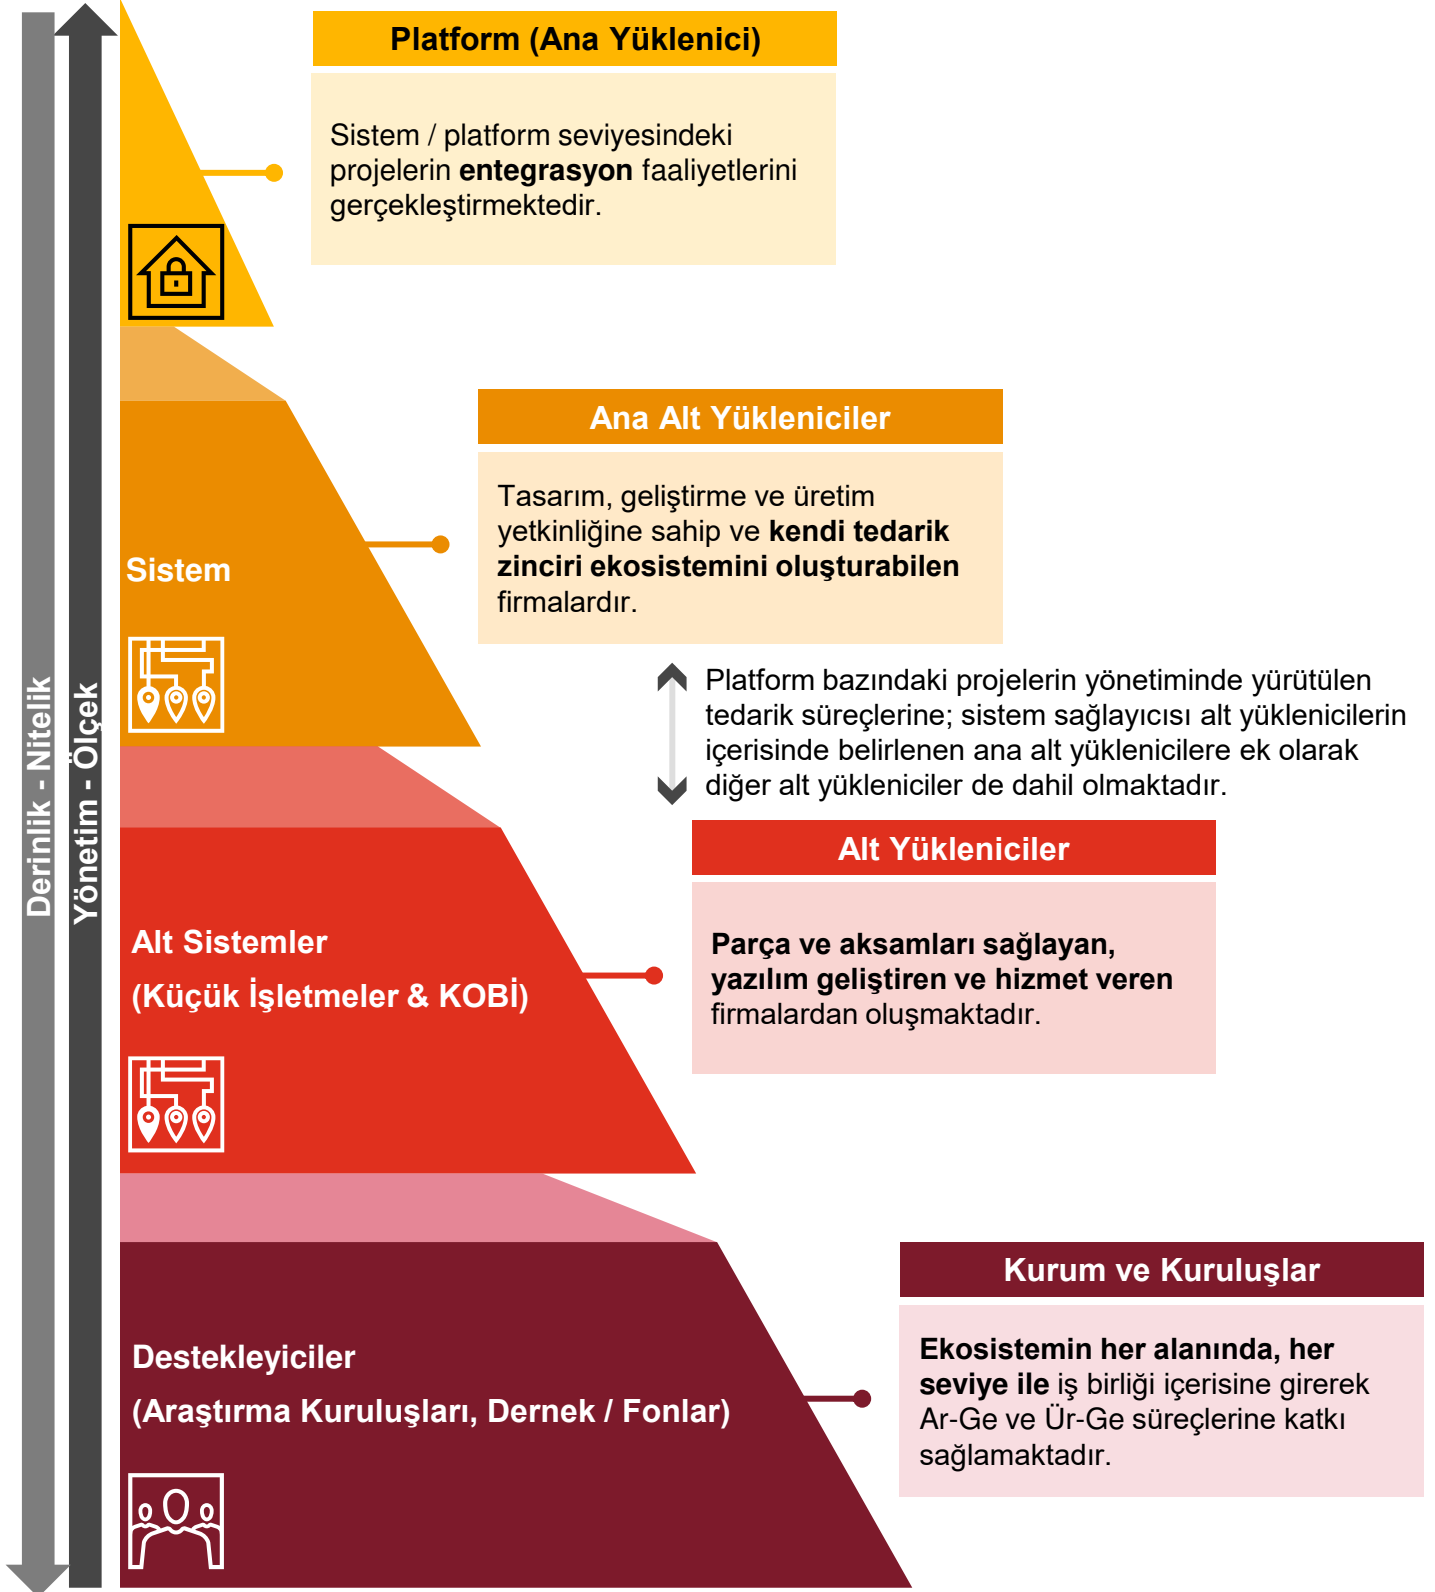 Platform (Ana Yüklenici)
Sistem / platform seviyesindeki
projelerin entegrasyon faaliyetlerini
gerçekleştirmektedir.
Ana Alt Yükleniciler
Tasarım, geliştirme ve üretim
yetkinliğine sahip ve kendi tedarik
zinciri ekosistemini oluşturabilen
firmalardır.
Sistem
Platform bazındaki projelerin yönetiminde yürütülen
tedarik süreçlerine; sistem sağlayıcısı alt yüklenicilerin
içerisinde belirlenen ana alt yüklenicilere ek olarak
diğer alt yükleniciler de dahil olmaktadır.
Derinlik - Nitelik
Yönetim - Ölçek
Alt Yükleniciler
Parça ve aksamları sağlayan,
yazılım geliştiren ve hizmet veren
firmalardan oluşmaktadır.
Alt Sistemler
(Küçük İşletmeler & KOBİ)
Kurum ve Kuruluşlar
Ekosistemin her alanında, her
seviye ile iş birliği içerisine girerek
Ar-Ge ve Ür-Ge süreçlerine katkı
sağlamaktadır.
Destekleyiciler
(Araştırma Kuruluşları, Dernek / Fonlar)